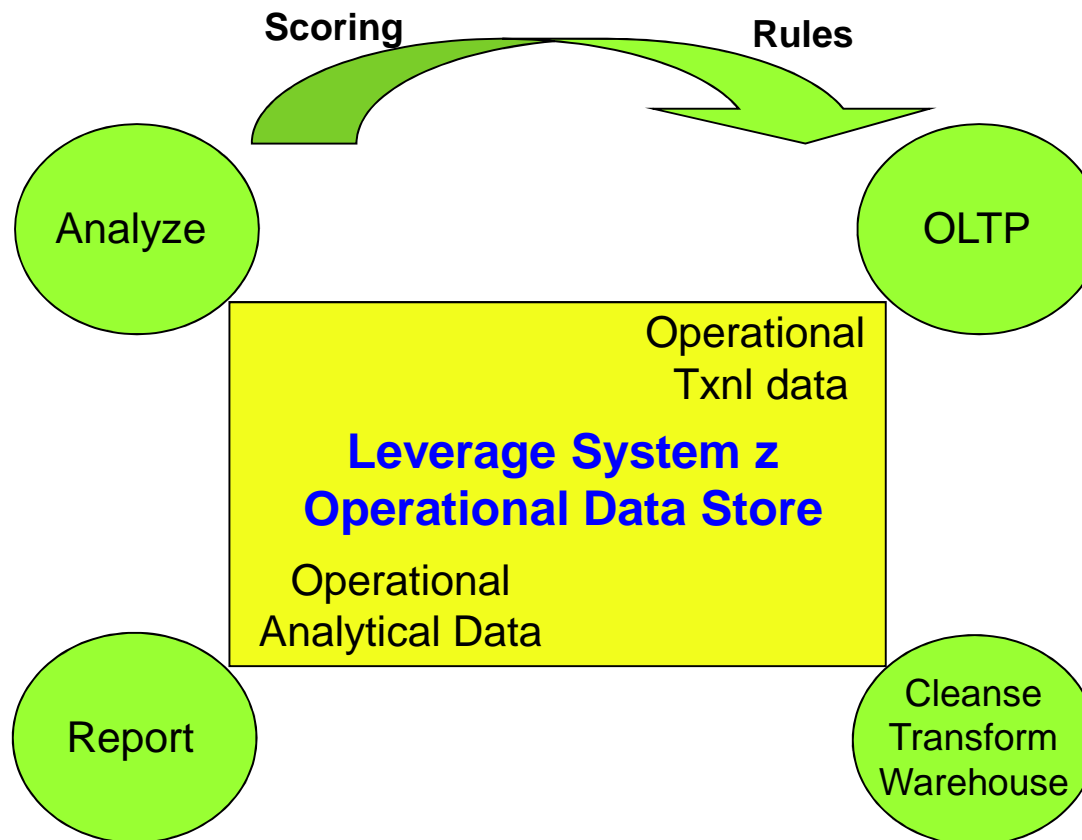 Scoring
Rules
Analyze
OLTP
Operational
Txnl data
Leverage System z
Operational Data Store
Operational
Analytical Data
Report
Cleanse
Transform
Warehouse